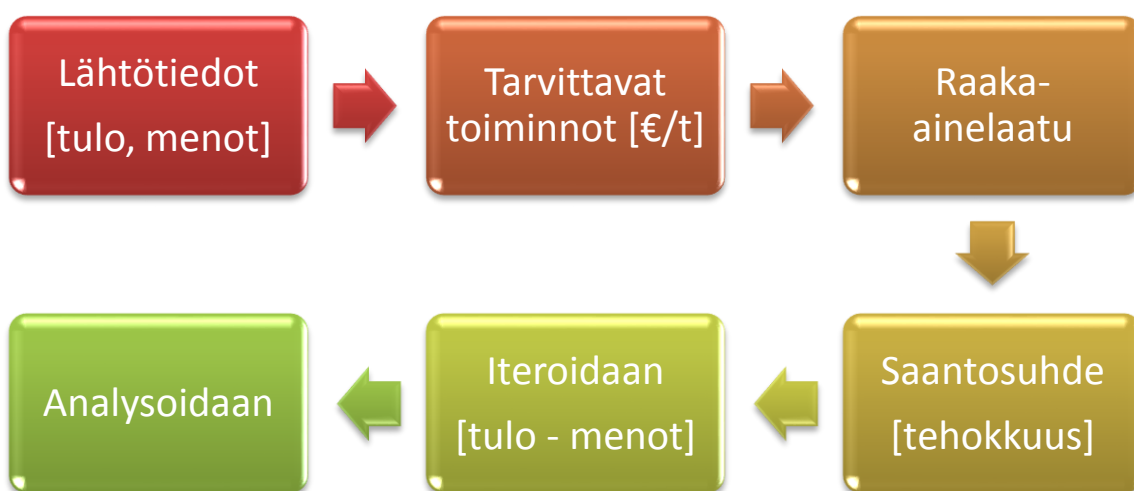 Lähtötiedot
[tulo, menot]
Tarvittavat
toiminnot [€/t]
Raaka-
ainelaatu
Saantosuhde
[tehokkuus]
Iteroidaan
[tulo - menot]
Analysoidaan